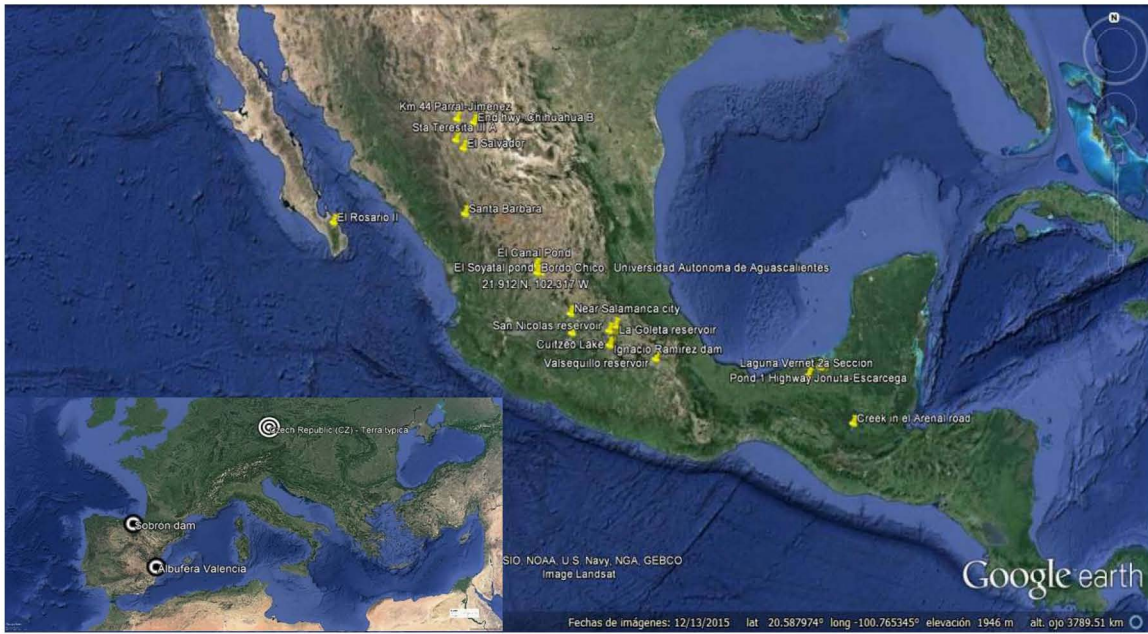 N
Km 44 Parral-Jimenez
End hwy. Chihuahua B
Sta Teresita III A
El Salvador
Santa Barbara
El Rosario II
El Canal Pond
El Soyatal pond Bordo Chico Universidad Autonoma de Aguascalientes
21.912 N, -102.317 W
Near Salamanca city
San Nicolas reservoir La Goleta reservoir
Cuitzeo Lake Ignacio Ramirez dam
Valsequillo reservoir
Laguna Vernet 2a Seccion
Pond 1 Highway Jonuta-Escarcega
Creek in el Arenal road
Czech Republic (CZ) - Terra typica
Sobrón dam
Albufera Valencia
SIO, NOAA, U.S. Navy, NGA, GEBCO
Image Landsat
Google earth
Fechas de imágenes: 12/13/2015 lat 20.587974° long -100.765345° elevación 1946 m alt. ojo 3789.51 km